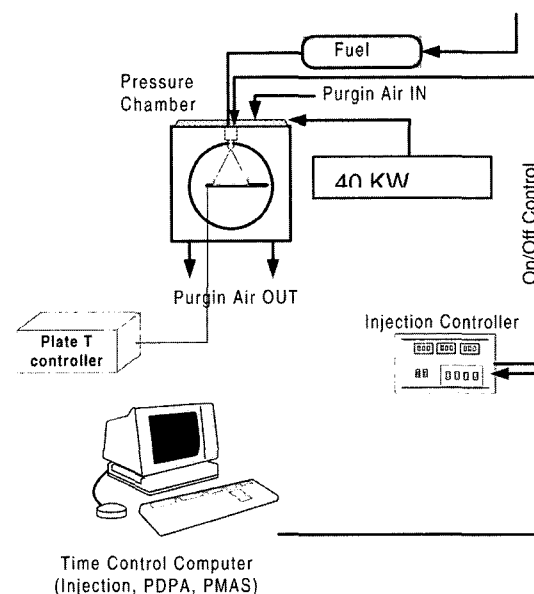 Fuel
Pressure
Chamber
Purgin Air IN
40 KW
On/Off Control
Purgin Air OUT
Plate T
controller
Injection Controller
Time Control Computer
(Injection, PDPA, PMAS)